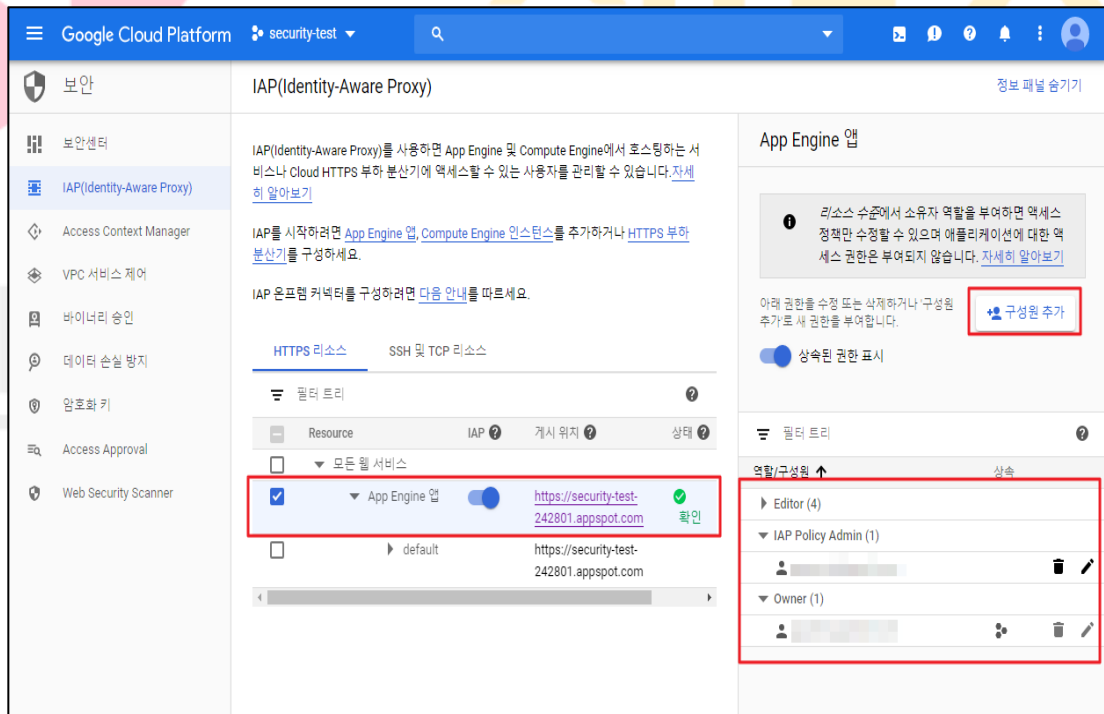 Google Cloud Platform
security-test
보안
IAP(Identity-Aware Proxy)
정보 패널 숨기기
보안센터
IAP(Identity-Aware Proxy)
Access Context Manager
VPC 서비스 제어
바이너리 승인
데이터 손실 방지
암호화 키
Access Approval
Web Security Scanner
IAP(Identity-Aware Proxy)를 사용하면 App Engine 및 Compute Engine에서 호스팅하는 서
비스나 Cloud HTTPS 부하 분산기에 액세스할 수 있는 사용자를 관리할 수 있습니다.자세
히 알아보기
IAP를 시작하려면 App Engine 앱, Compute Engine 인스턴스를 추가하거나 HTTPS 부하
분산기를 구성하세요.
IAP 온프렘 커넥터를 구성하려면 다음 안내를 따르세요.
HTTPS 리소스 SSH 및 TCP 리소스
필터 트리
Resource IAP 게시 위치 상태
모든 웹 서비스
App Engine 앱 https://security-test- 
242801.appspot.com 확인
default https://security-test-
242801.appspot.com
App Engine 앱
리소스 수준에서 소유자 역할을 부여하면 액세스
정책만 수정할 수 있으며 애플리케이션에 대한 액
세스 권한은 부여되지 않습니다. 자세히 알아보기
아래 권한을 수정 또는 삭제하거나 '구성원
추가'로 새 권한을 부여합니다.
구성원 추가
상속된 권한 표시
필터 트리
역할/구성원 상속
Editor (4)
IAP Policy Admin (1)
Owner (1)